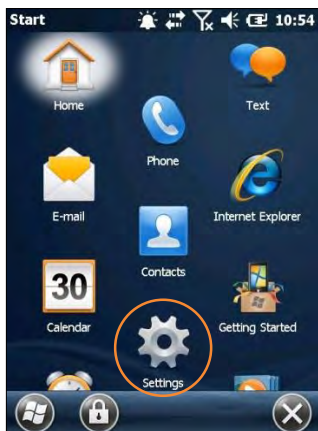 Start 10:54
Home
Text
Phone
E-mail
Internet Explorer
Contacts
30
Calendar
Getting Started
Settings